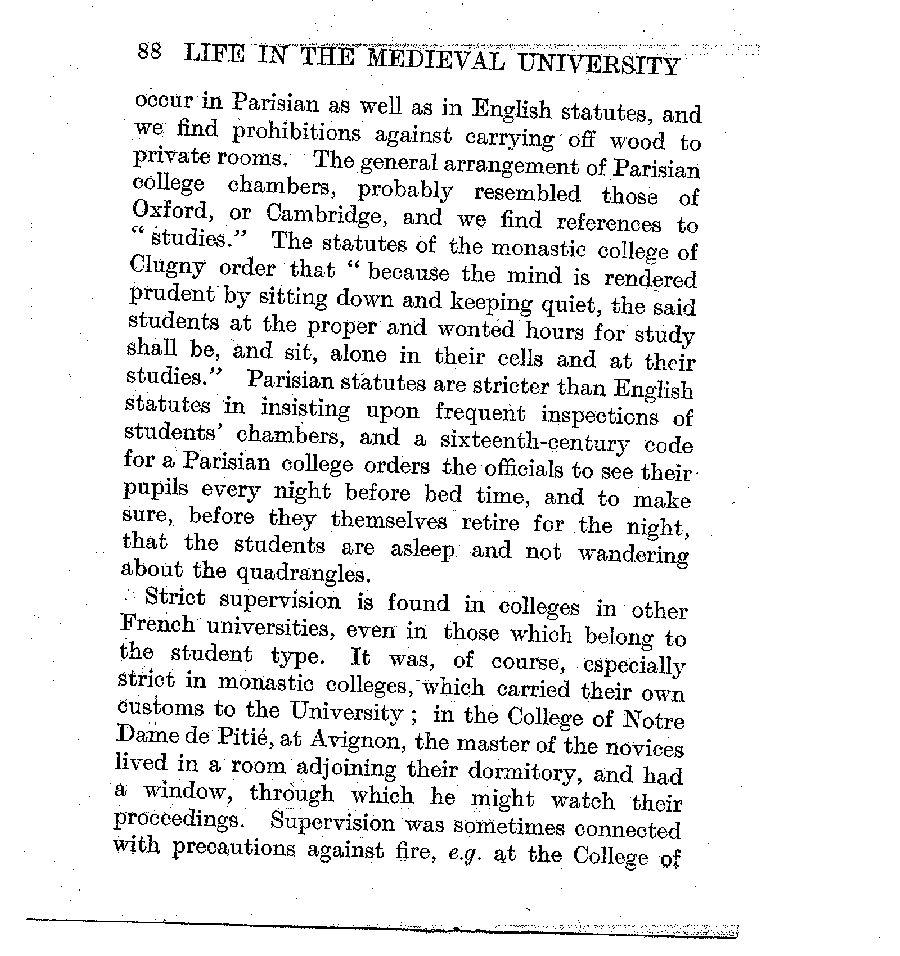 88 LIFE IN THE MEDIEVAL UNIVERSITY
occur in Parisian as well as in English statutes, and
we find prohibitions against carrying off wood to
private rooms. The general arrangement of Parisian
college chambers, probably resembled those of
Oxford, or Cambridge, and we find references to
“ studies.” The statutes of the monastic college of
Clugny order that “ because the mind is rendered
prudent by sitting down and keeping quiet, the said
students at the proper and wonted hours for study
shall be, and sit, alone in their cells and at their
studies.” Parisian statutes are stricter than English
statutes in insisting upon frequent inspections of
students’ chambers, and a sixteenth-century code
for a Parisian college orders the officials to see their
pupils every night before bed time, and to make
sure, before they themselves retire for the night,
that the students are asleep and not wandering
about the quadrangles.
Strict supervision is found in colleges in other
French universities, even in those which belong to
the student type. It was, of course, especially
strict in monastic colleges, which carried their own
customs to the University ; in the College of Notre
Dame de Pitié, at Avignon, the master of the novices
lived in a room adjoining their dormitory, and had
a window, through which he might watch their
proceedings. Supervision was sometimes connected
with precautions against fire, e.g. at the College of